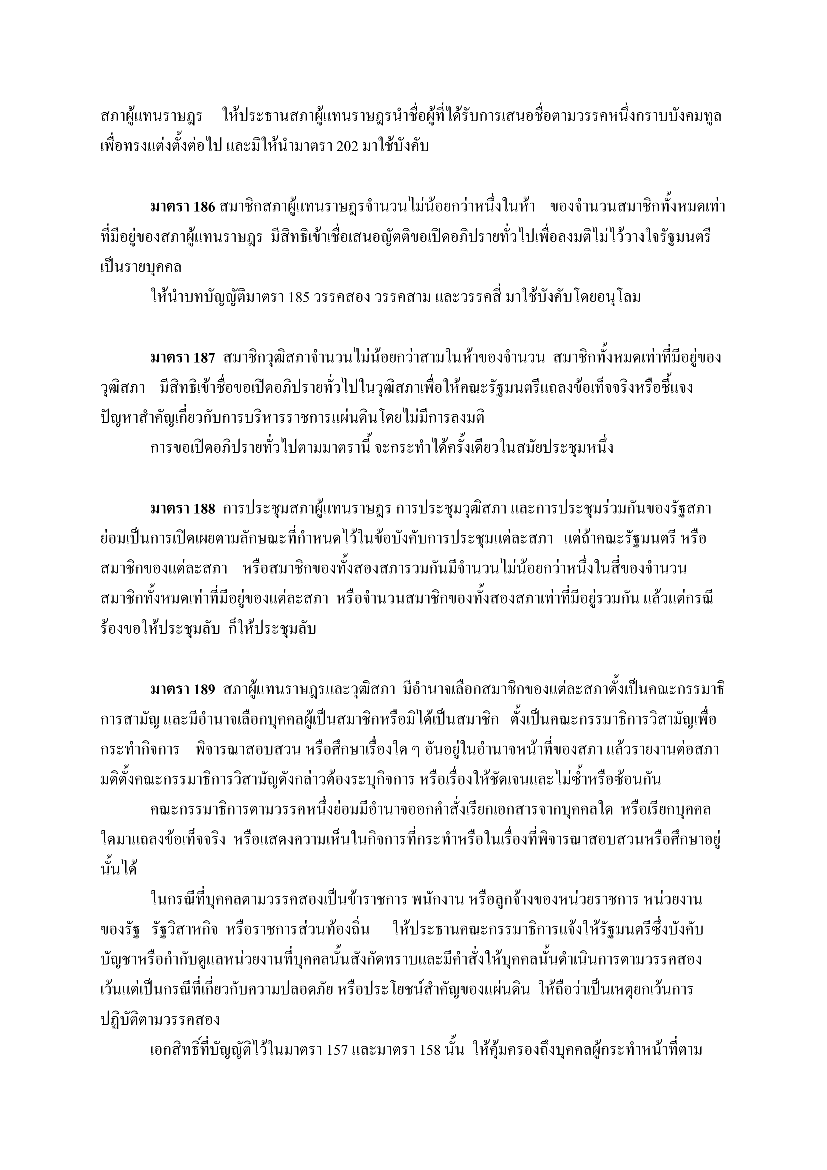 สภาผู้แทนราษฎร ให้ประธานสภาผู้แทนราษฎรนำชื่อผู้ที่ได้รับการเสนอชื่อตามวรรคหนึ่งกราบบังคมทูล
เพื่อทรงแต่งตั้งต่อไป และมิให้นำมาตรา 202 มาใช้บังคับ
มาตรา 186 สมาชิกสภาผู้แทนราษฎรจำนวนไม่น้อยกว่าหนึ่งในห้า ของจำนวนสมาชิกทั้งหมดเท่า
ที่มีอยู่ของสภาผู้แทนราษฎร มีสิทธิเข้าเชื่อเสนอญัตติขอเปิดอภิปรายทั่วไปเพื่อลงมติไม่ไว้วางใจรัฐมนตรี
เป็นรายบุคคล
ให้นำบทบัญญัติมาตรา 185 วรรคสอง วรรคสาม และวรรคสี่ มาใช้บังคับโดยอนุโลม
มาตรา 187 สมาชิกวุฒิสภาจำนวนไม่น้อยกว่าสามในห้าของจำนวน สมาชิกทั้งหมดเท่าที่มีอยู่ของ
วุฒิสภา มีสิทธิเข้าชื่อขอเปิดอภิปรายทั่วไปในวุฒิสภาเพื่อให้คณะรัฐมนตรีแถลงข้อเท็จจริงหรือชี้แจง
ปัญหาสำคัญเกี่ยวกับการบริหารราชการแผ่นดินโดยไม่มีการลงมติ
การขอเปิดอภิปรายทั่วไปตามมาตรานี้ จะกระทำได้ครั้งเดียวในสมัยประชุมหนึ่ง
มาตรา 188 การประชุมสภาผู้แทนราษฎร การประชุมวุฒิสภา และการประชุมร่วมกันของรัฐสภา
ย่อมเป็นการเปิดเผยตามลักษณะที่กำหนดไว้ในข้อบังคับการประชุมแต่ละสภา แต่ถ้าคณะรัฐมนตรี หรือ
สมาชิกของแต่ละสภา หรือสมาชิกของทั้งสองสภารวมกันมีจำนวนไม่น้อยกว่าหนึ่งในสี่ของจำนวน
สมาชิกทั้งหมดเท่าที่มีอยู่ของแต่ละสภา หรือจำนวนสมาชิกของทั้งสองสภาเท่าที่มีอยู่รวมกัน แล้วแต่กรณี
ร้องขอให้ประชุมลับ ก็ให้ประชุมลับ
มาตรา 189 สภาผู้แทนราษฎรและวุฒิสภา มีอำนาจเลือกสมาชิกของแต่ละสภาตั้งเป็นคณะกรรมาธิ
การสามัญ และมีอำนาจเลือกบุคคลผู้เป็นสมาชิกหรือมิได้เป็นสมาชิก ตั้งเป็นคณะกรรมาธิการวิสามัญเพื่อ
กระทำกิจการ พิจารณาสอบสวน หรือศึกษาเรื่องใด ๆ อันอยู่ในอำนาจหน้าที่ของสภา แล้วรายงานต่อสภา
มติตั้งคณะกรรมาธิการวิสามัญดังกล่าวต้องระบุกิจการ หรือเรื่องให้ชัดเจนและไม่ซ้ำหรือซ้อนกัน
คณะกรรมาธิการตามวรรคหนึ่งย่อมมีอำนาจออกคำสั่งเรียกเอกสารจากบุคคลใด หรือเรียกบุคคล
ใดมาแถลงข้อเท็จจริง หรือแสดงความเห็นในกิจการที่กระทำหรือในเรื่องที่พิจารณาสอบสวนหรือศึกษาอยู่
นั้นได้
ในกรณีที่บุคคลตามวรรคสองเป็นข้าราชการ พนักงาน หรือลูกจ้างของหน่วยราชการ หน่วยงาน
ของรัฐ รัฐวิสาหกิจ หรือราชการส่วนท้องถิ่น ให้ประธานคณะกรรมาธิการแจ้งให้รัฐมนตรีซึ่งบังคับ
บัญชาหรือกำกับดูแลหน่วยงานที่บุคคลนั้นสังกัดทราบและมีคำสั่งให้บุคคลนั้นดำเนินการตามวรรคสอง
เว้นแต่เป็นกรณีที่เกี่ยวกับความปลอดภัย หรือประโยชน์สำคัญของแผ่นดิน ให้ถือว่าเป็นเหตุยกเว้นการ
ปฏิบัติตามวรรคสอง
เอกสิทธิ์ที่บัญญัติไว้ในมาตรา 157 และมาตรา 158 นั้น ให้คุ้มครองถึงบุคคลผู้กระทำหน้าที่ตาม